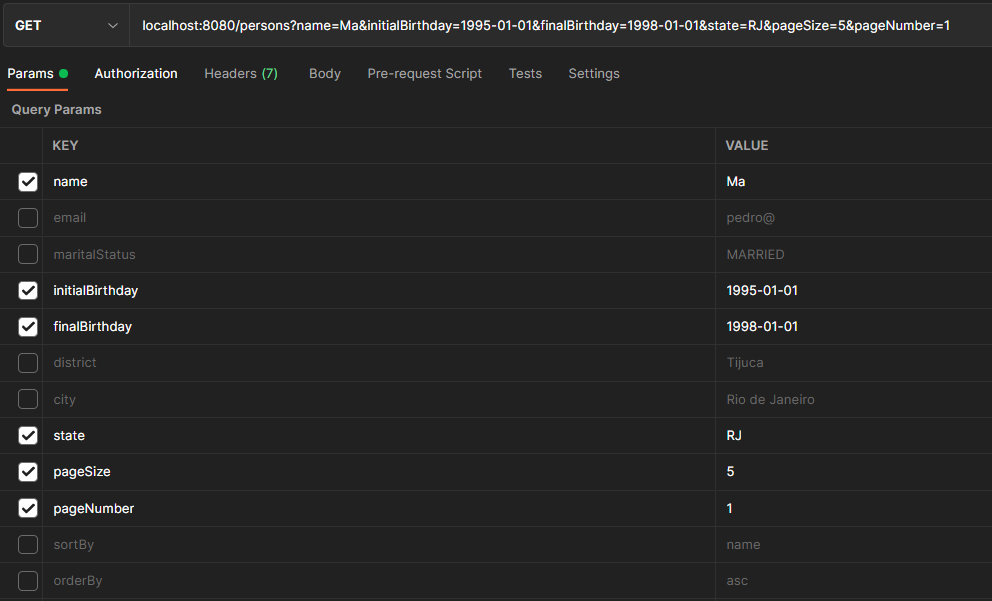 GET localhost:8080/persons?name=Ma&initialBirthday=1995-01-01&finalBirthday=1998-01-01&state=RJ&pageSize=5&pageNumber=1
Params Authorization Headers (7) Body Pre-request Script Tests Settings
Query Params
KEY VALUE
name Ma
email pedro@
maritalStatus MARRIED
initialBirthday 1995-01-01
finalBirthday 1998-01-01
district Tijuca
city Rio de Janeiro
state RJ
pageSize 5
pageNumber 1
sortBy name
orderBy asc